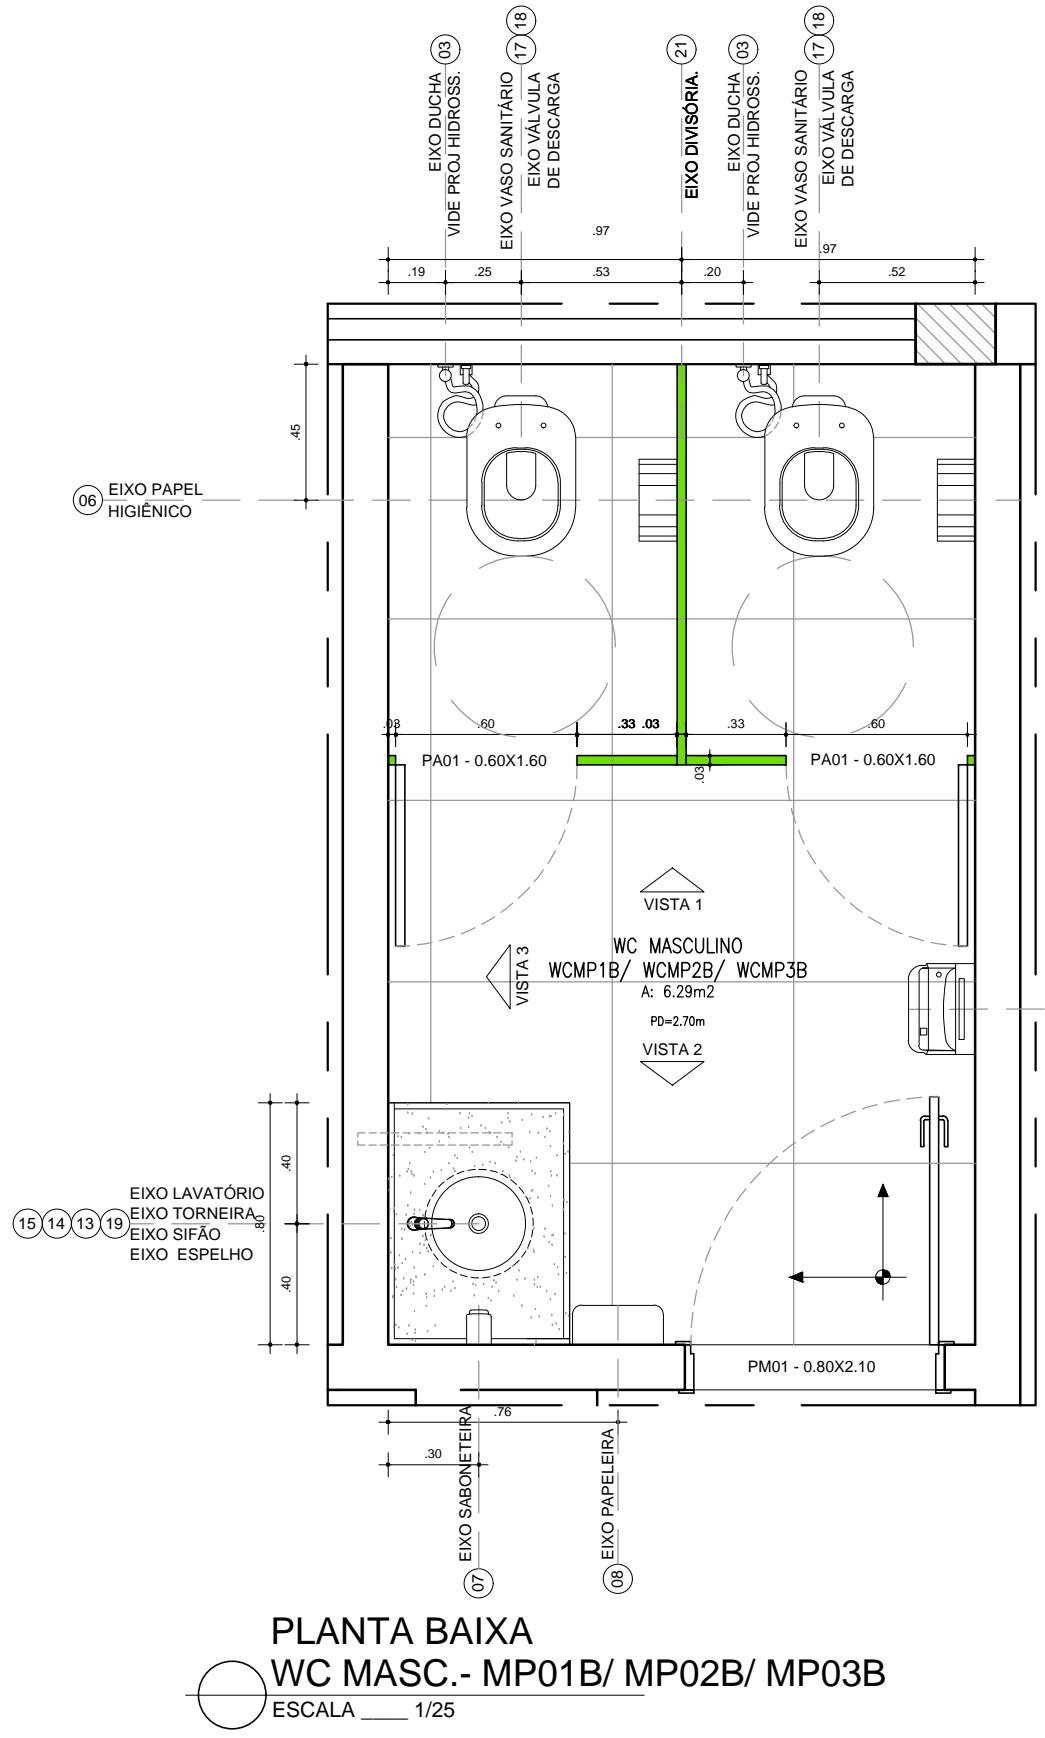 03
EIXO DUCHA
VIDE PROJ HIDROSS.
17 18
EIXO VASO SANITÁRIO
EIXO VÁLVULA
DE DESCARGA
21
EIXO DIVISÓRIA.
03
EIXO DUCHA
VIDE PROJ HIDROSS.
17 18
EIXO VASO SANITÁRIO
EIXO VÁLVULA
DE DESCARGA
.97
.97
.19
.25
.53
.20
.52
.45
06
EIXO PAPEL
HIGIÊNICO
.03
.60
.33
.03
.33
.60
PA01 - 0.60X1.60
PA01 - 0.60X1.60
.03
VISTA 1
VISTA 3
WC MASCULINO
WCMP1B/ WCMP2B/ WCMP3B
A: 6.29m2
PD=2.70m
VISTA 2
.40
.80
.40
15 14 13 19
EIXO LAVATÓRIO
EIXO TORNEIRA
EIXO SIFÃO
EIXO ESPELHO
PM01 - 0.80X2.10
.76
.30
EIXO SABONETEIRA
07
EIXO PAPELEIRA
08
PLANTA BAIXA
WC MASC.- MP01B/ MP02B/ MP03B
ESCALA ____ 1/25